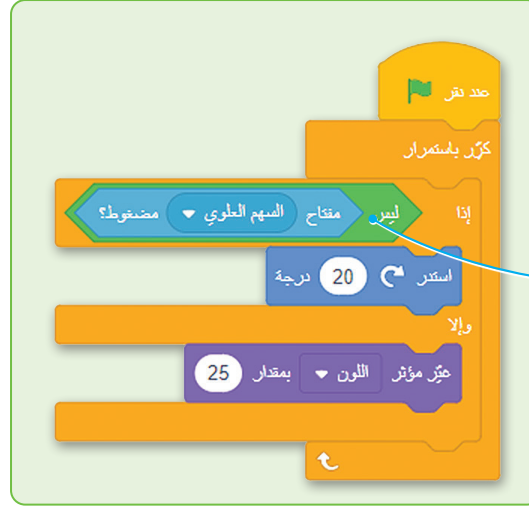 عند نقر
كرّر باستمرار
إذا ليس مفتاح السهم العلوي مضغوط؟
استدر 20 درجة
وإلا
غيّر مؤثر اللون بمقدار 25